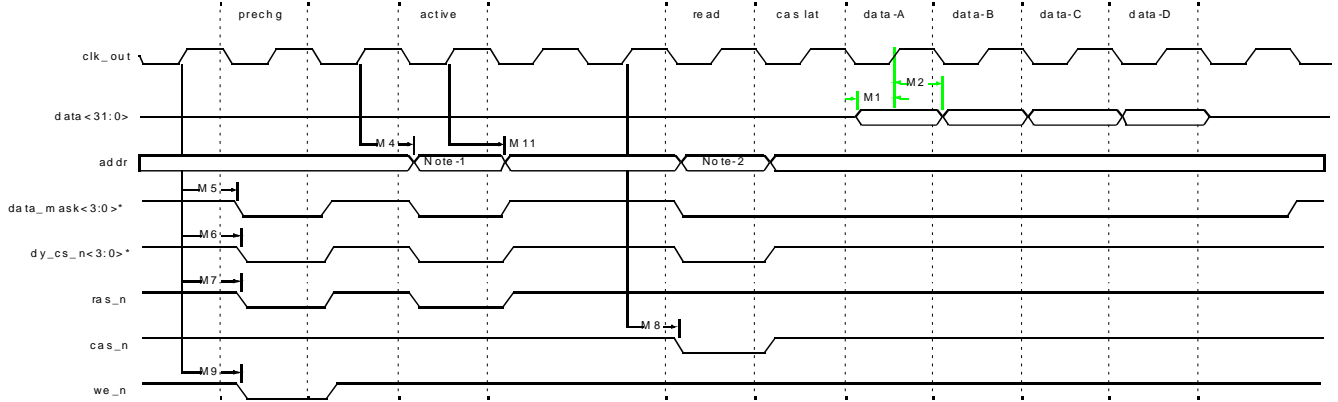 prechg active read cas lat data-A data-B data-C data-D
clk_out
M2
M1
data<31:0>
M4 M11
addr Note-1 Note-2
M5
data_mask<3:0>*
M6
dy_cs_n<3:0>*
M7
ras_n
M8
cas_n
M9
we_n